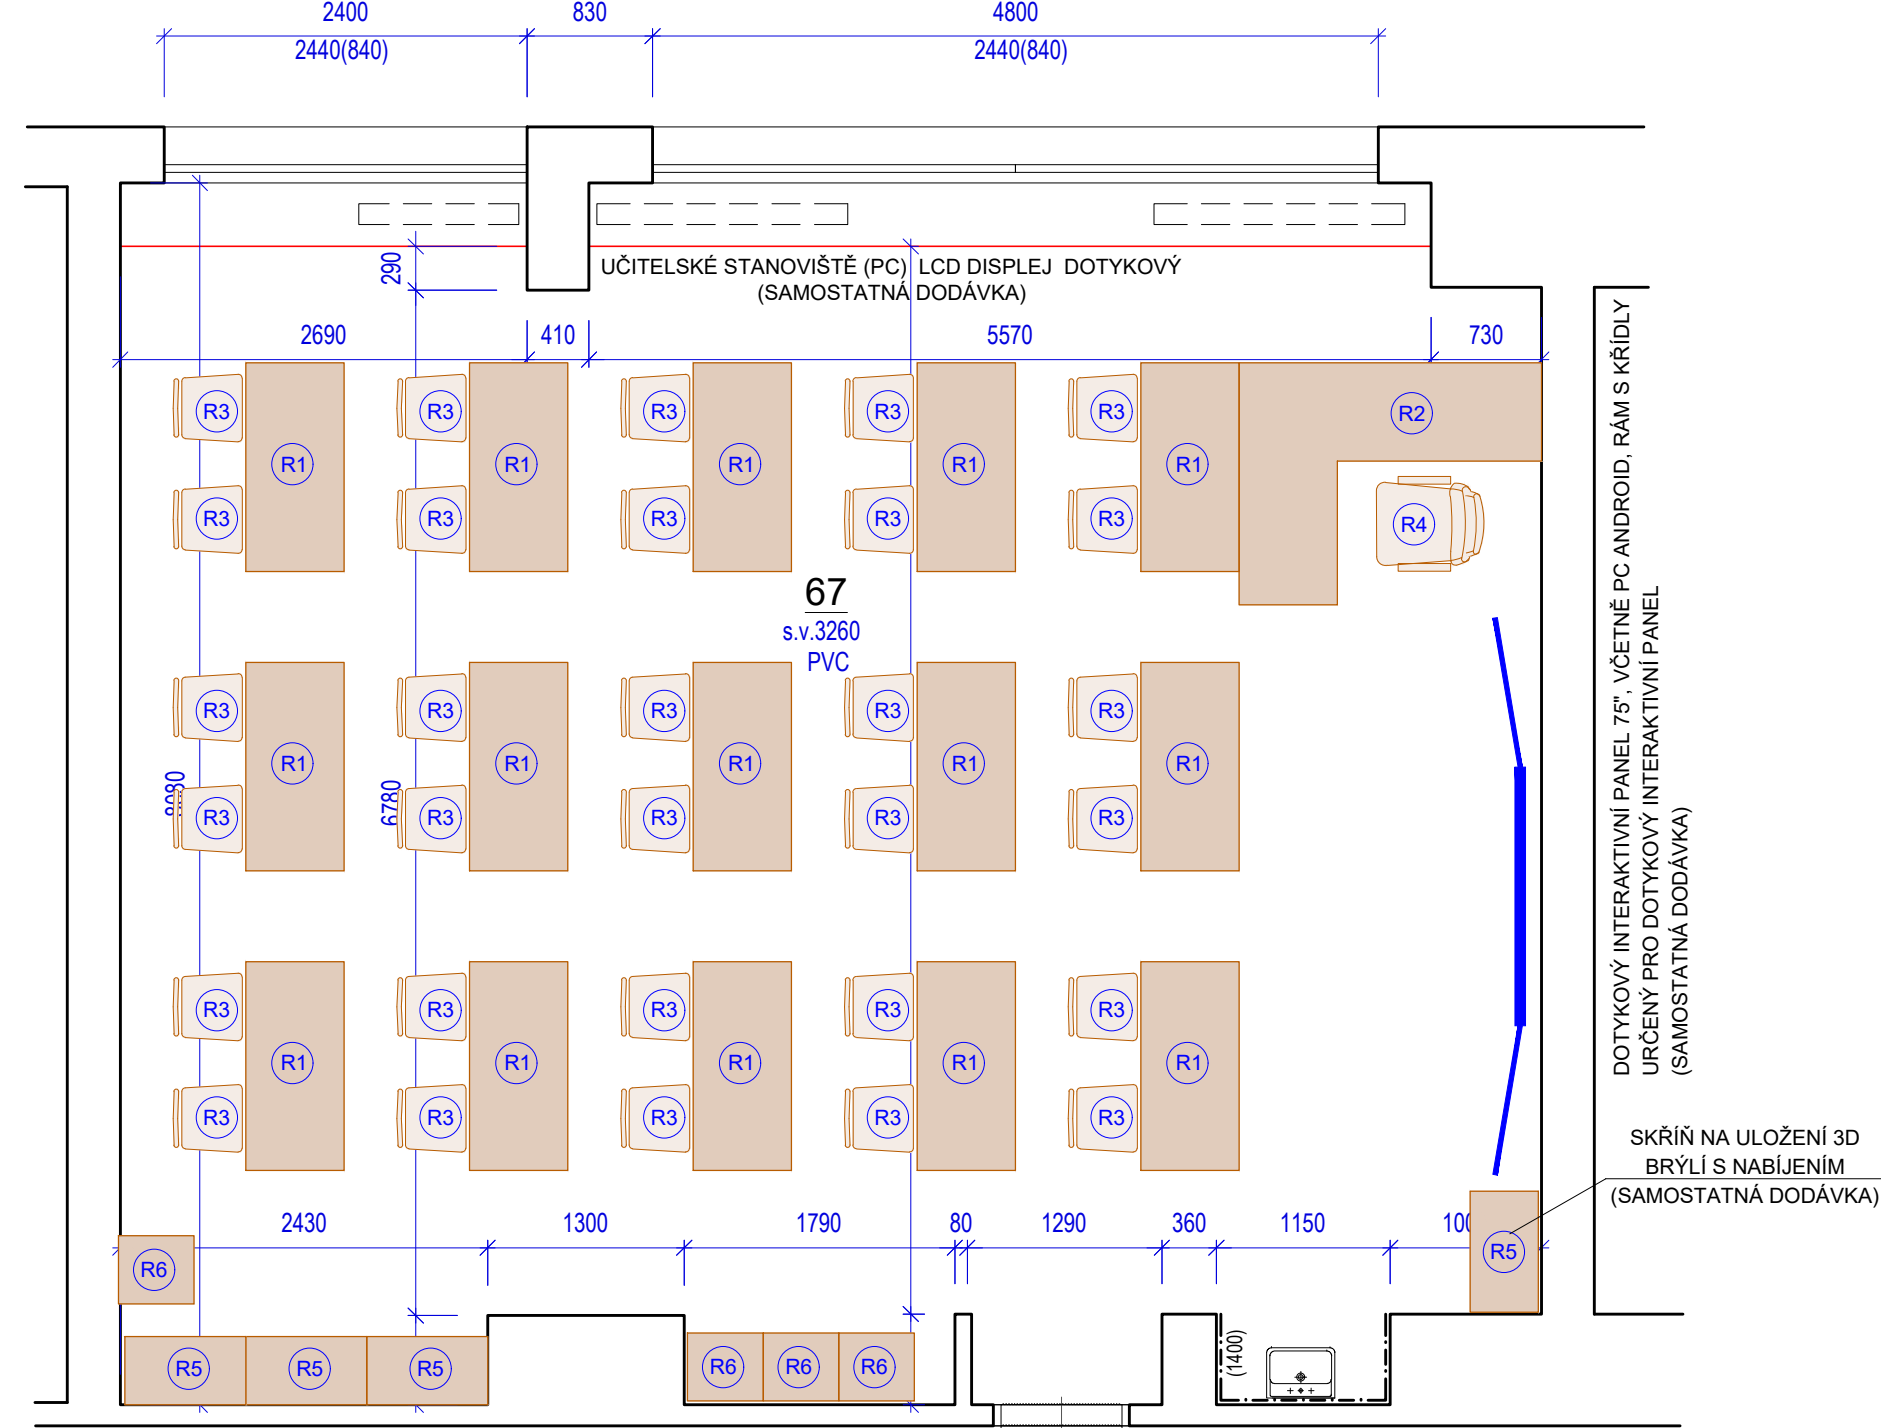 2400 830 4800
2440(840) 2440(840)
290
UČITELSKÉ STANOVIŠTĚ (PC) LCD DISPLEJ DOTYKOVÝ
(SAMOSTATNÁ DODÁVKA)
2690 410 5570 730
R3 R3 R3 R3 R3 R2
R1 R1 R1 R1 R1
R3 R3 R3 R3 R3 R4
67
s.v.3260
PVC
R3 R3 R3 R3 R3
R1 R1 R1 R1 R1
8080 6780
R3 R3 R3 R3 R3
R3 R3 R3 R3 R3
R1 R1 R1 R1 R1
R3 R3 R3 R3 R3
DOTYKOVÝ INTERAKTIVNÍ PANEL 75", VČETNĚ PC ANDROID, RÁM S KŘÍDLY
URČENÝ PRO DOTYKOVÝ INTERAKTIVNÍ PANEL
(SAMOSTATNÁ DODÁVKA)
SKŘÍŇ NA ULOŽENÍ 3D
BRÝLÍ S NABÍJENÍM
(SAMOSTATNÁ DODÁVKA)
2430 1300 1790 80 1290 360 1150
R6 R5
R5 R5 R5 R6 R6 R6
(1400)